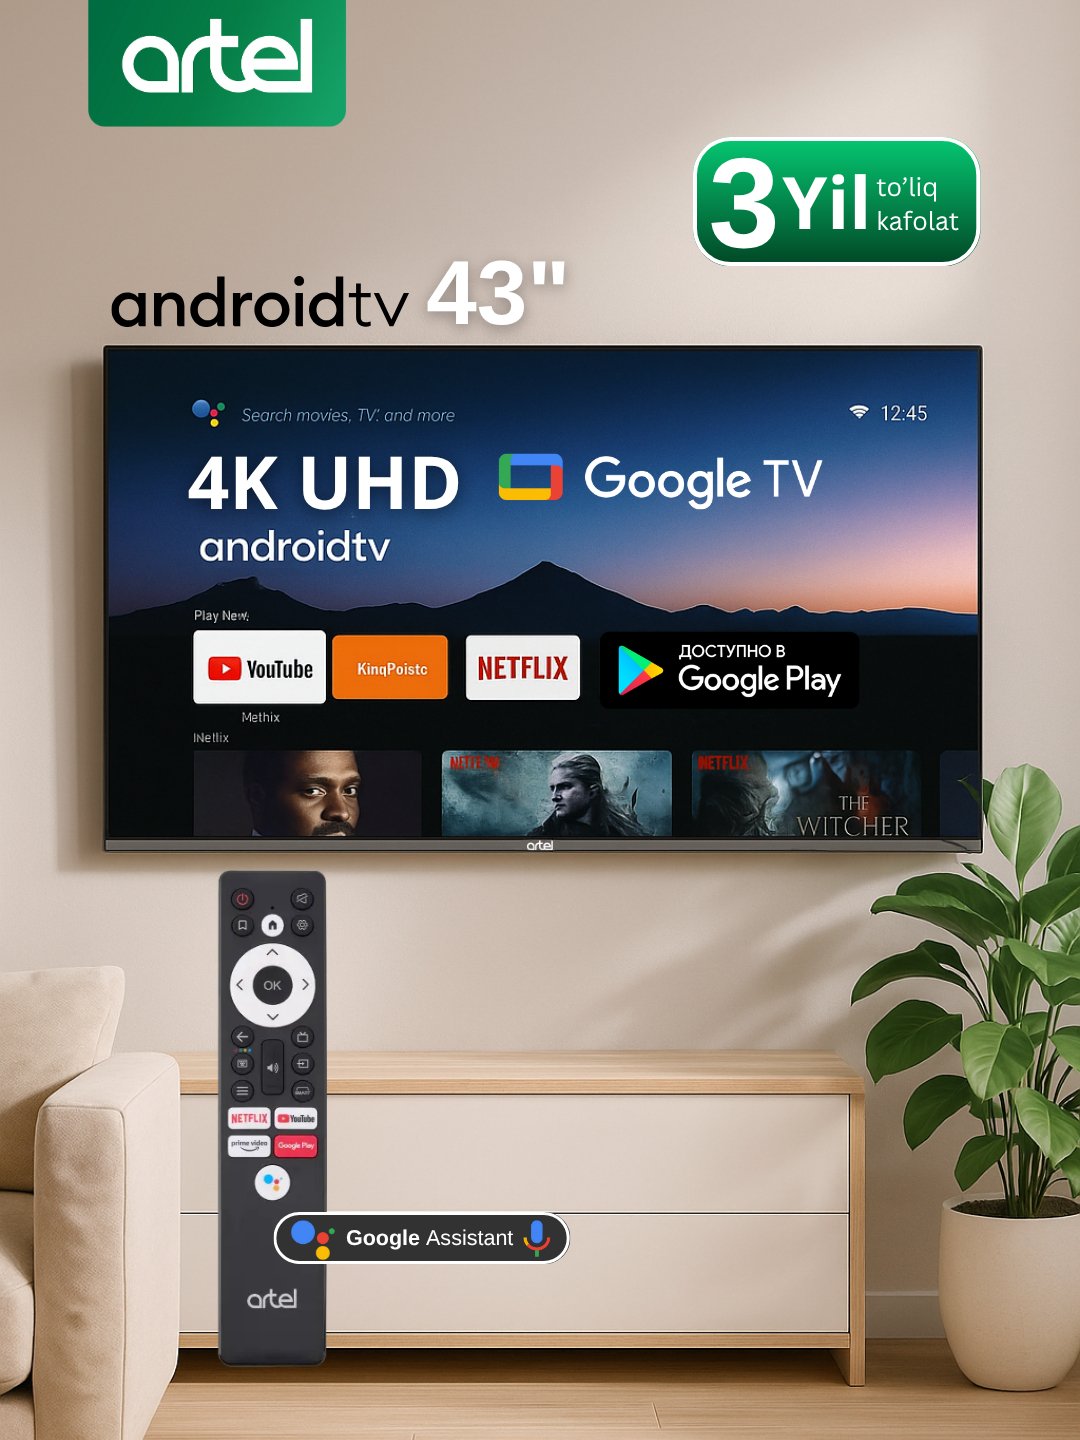 artel
3 Yil to’liq
kafolat
androidtv 43"
Search movies, TV. and more
12:45
4K UHD Google TV
androidtv
Play New.
YouTube
KinqPoistc
NETFLIX
ДОСТУПНО В
Google Play
Methix
INetlix
NETFLIX
THE
WITCHER
artel
OK
NETFLIX
YouTube
prime video
Google Play
Google Assistant
artel